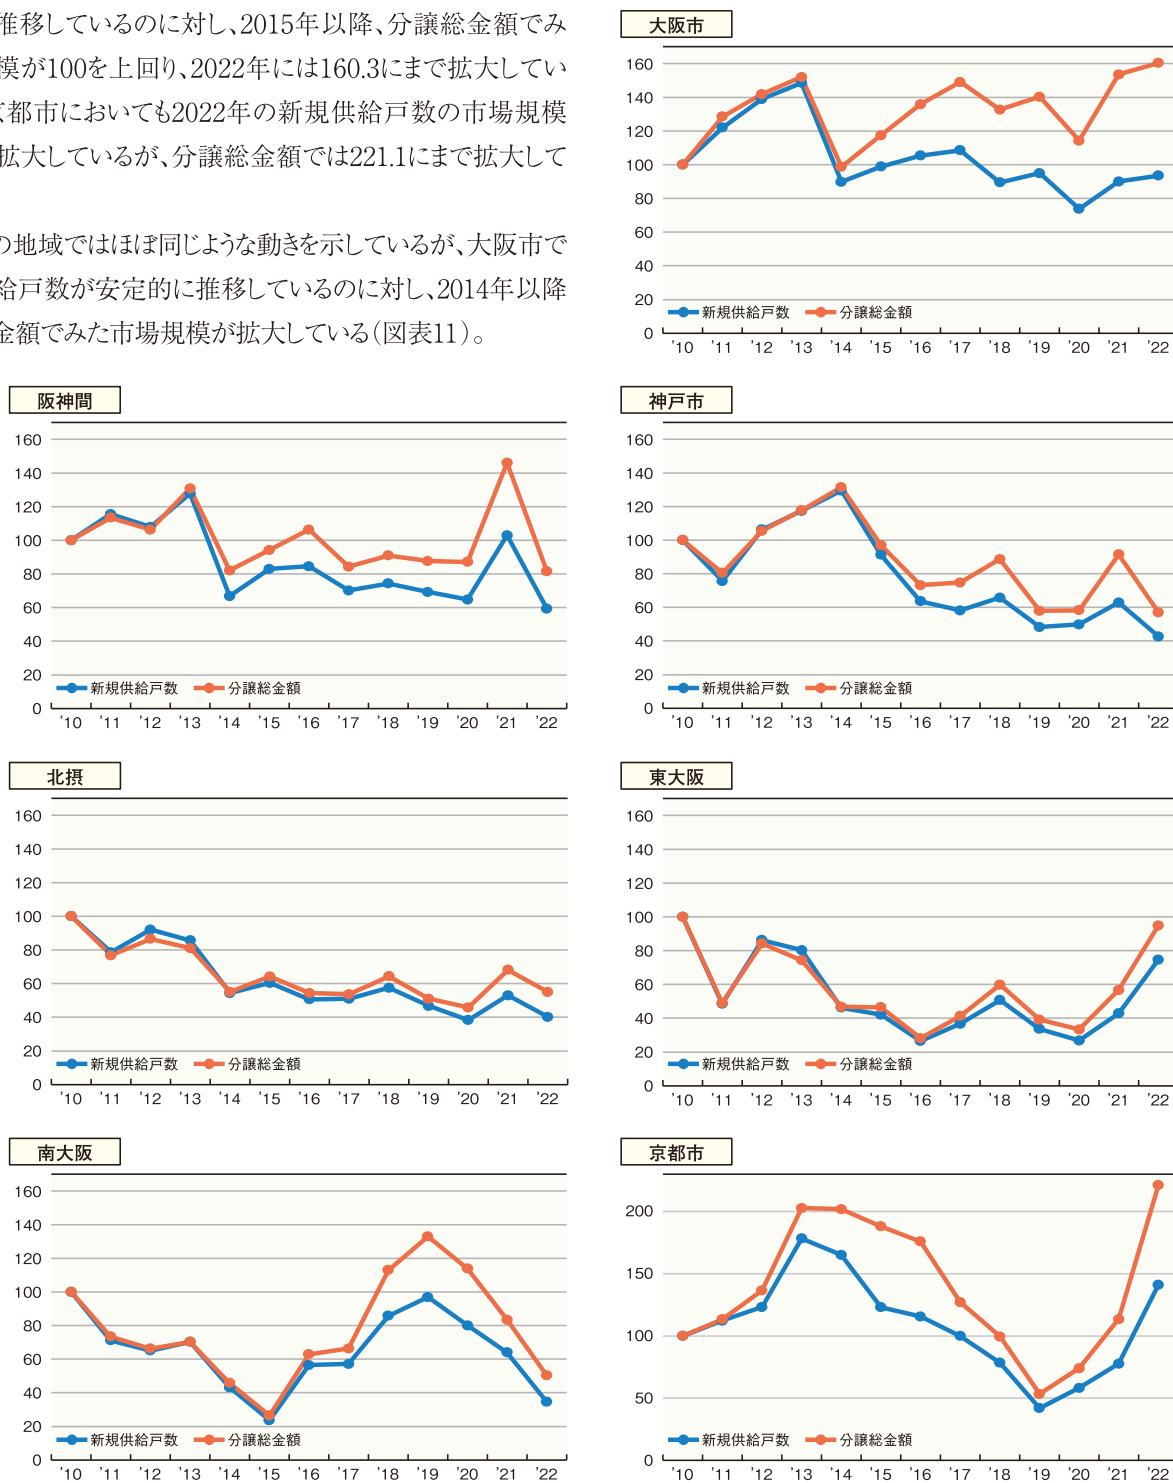 推移しているのに対し、2015年以降、分譲総金額でみ
模が100を上回り、2022年には160.3にまで拡大してい
都市においても2022年の新規供給戸数の市場規模
拡大しているが、分譲総金額では221.1にまで拡大して
の地域ではほぼ同じような動きを示しているが、大阪市で
給戸数が安定的に推移しているのに対し、2014年以降
金額でみた市場規模が拡大している（図表11）。
大阪市
160
140
120
100
80
60
40
20
0
新規供給戸数 分譲総金額
’10 ’11 ’12 ’13 ’14 ’15 ’16 ’17 ’18 ’19 ’20 ’21 ’22
阪神間
160
140
120
100
80
60
40
20
0
新規供給戸数 分譲総金額
’10 ’11 ’12 ’13 ’14 ’15 ’16 ’17 ’18 ’19 ’20 ’21 ’22
神戸市
160
140
120
100
80
60
40
20
0
新規供給戸数 分譲総金額
’10 ’11 ’12 ’13 ’14 ’15 ’16 ’17 ’18 ’19 ’20 ’21 ’22
北摂
160
140
120
100
80
60
40
20
0
新規供給戸数 分譲総金額
’10 ’11 ’12 ’13 ’14 ’15 ’16 ’17 ’18 ’19 ’20 ’21 ’22
東大阪
160
140
120
100
80
60
40
20
0
新規供給戸数 分譲総金額
’10 ’11 ’12 ’13 ’14 ’15 ’16 ’17 ’18 ’19 ’20 ’21 ’22
南大阪
160
140
120
100
80
60
40
20
0
新規供給戸数 分譲総金額
’10 ’11 ’12 ’13 ’14 ’15 ’16 ’17 ’18 ’19 ’20 ’21 ’22
京都市
200
150
100
50
0
新規供給戸数 分譲総金額
’10 ’11 ’12 ’13 ’14 ’15 ’16 ’17 ’18 ’19 ’20 ’21 ’22